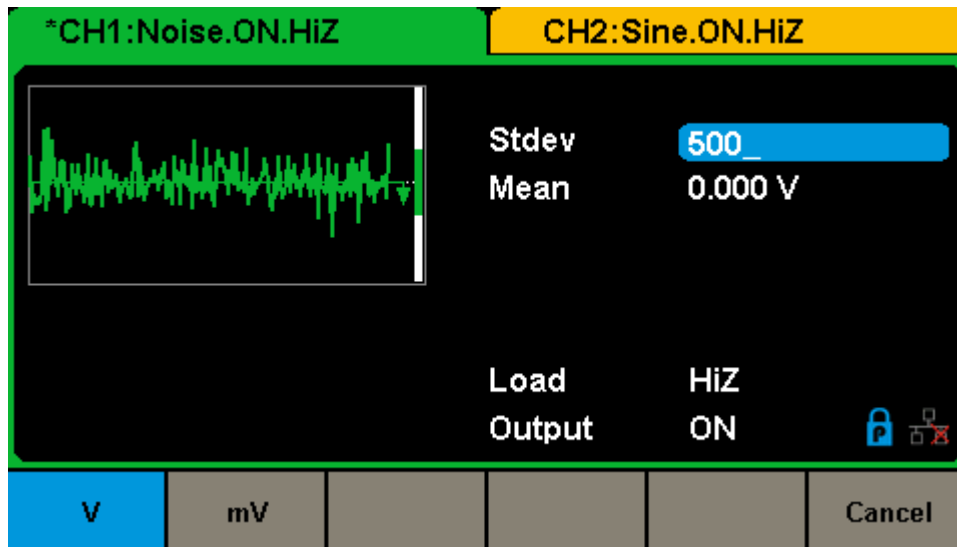 *CH1:Noise.ON.HiZ
CH2:Sine.ON.HiZ
Stdev 500_
Mean 0.000 V
Load HiZ
Output ON
P
V mV Cancel